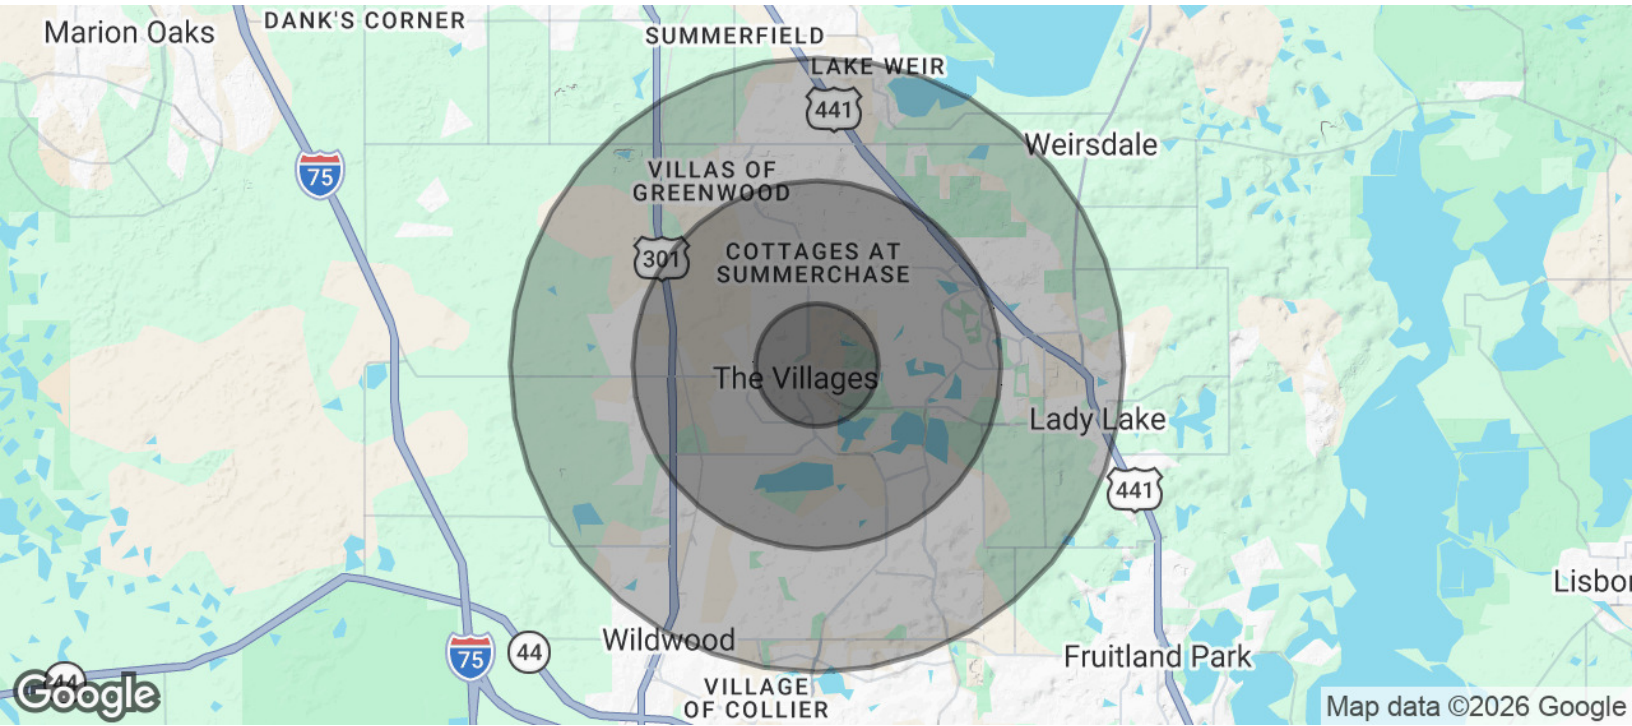 DANK'S CORNER
Marion Oaks
SUMMERFIELD
LAKE WEIR
441
Weirsdale
75
VILLAS OF
GREENWOOD
301
COTTAGES AT
SUMMERCHASE
The Villages
Lady Lake
441
Lisbo
Wildwood
44
75
Fruitland Park
44
Google
VILLAGE
OF COLLIER
Map data ©2026 Google